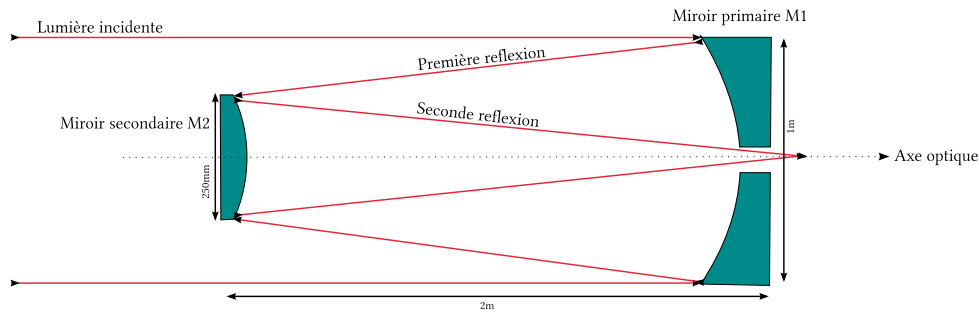 Miroir primaire M1
Lumière incidente
Première reflexion
Seconde reflexion
Miroir secondaire M2
1m
Axe optique
250mm
2m